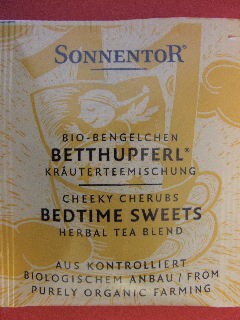 SONNENTOR®
BIO-BENGELCHEN
BETTHUPFERL®
KRÄUTERTEEMISCHUNG
CHEEKY CHERUBS
BEDTIME SWEETS
HERBAL TEA BLEND
AUS KONTROLLIERT
BIOLOGISCHEM ANBAU / FROM
PURELY ORGANIC FARMING